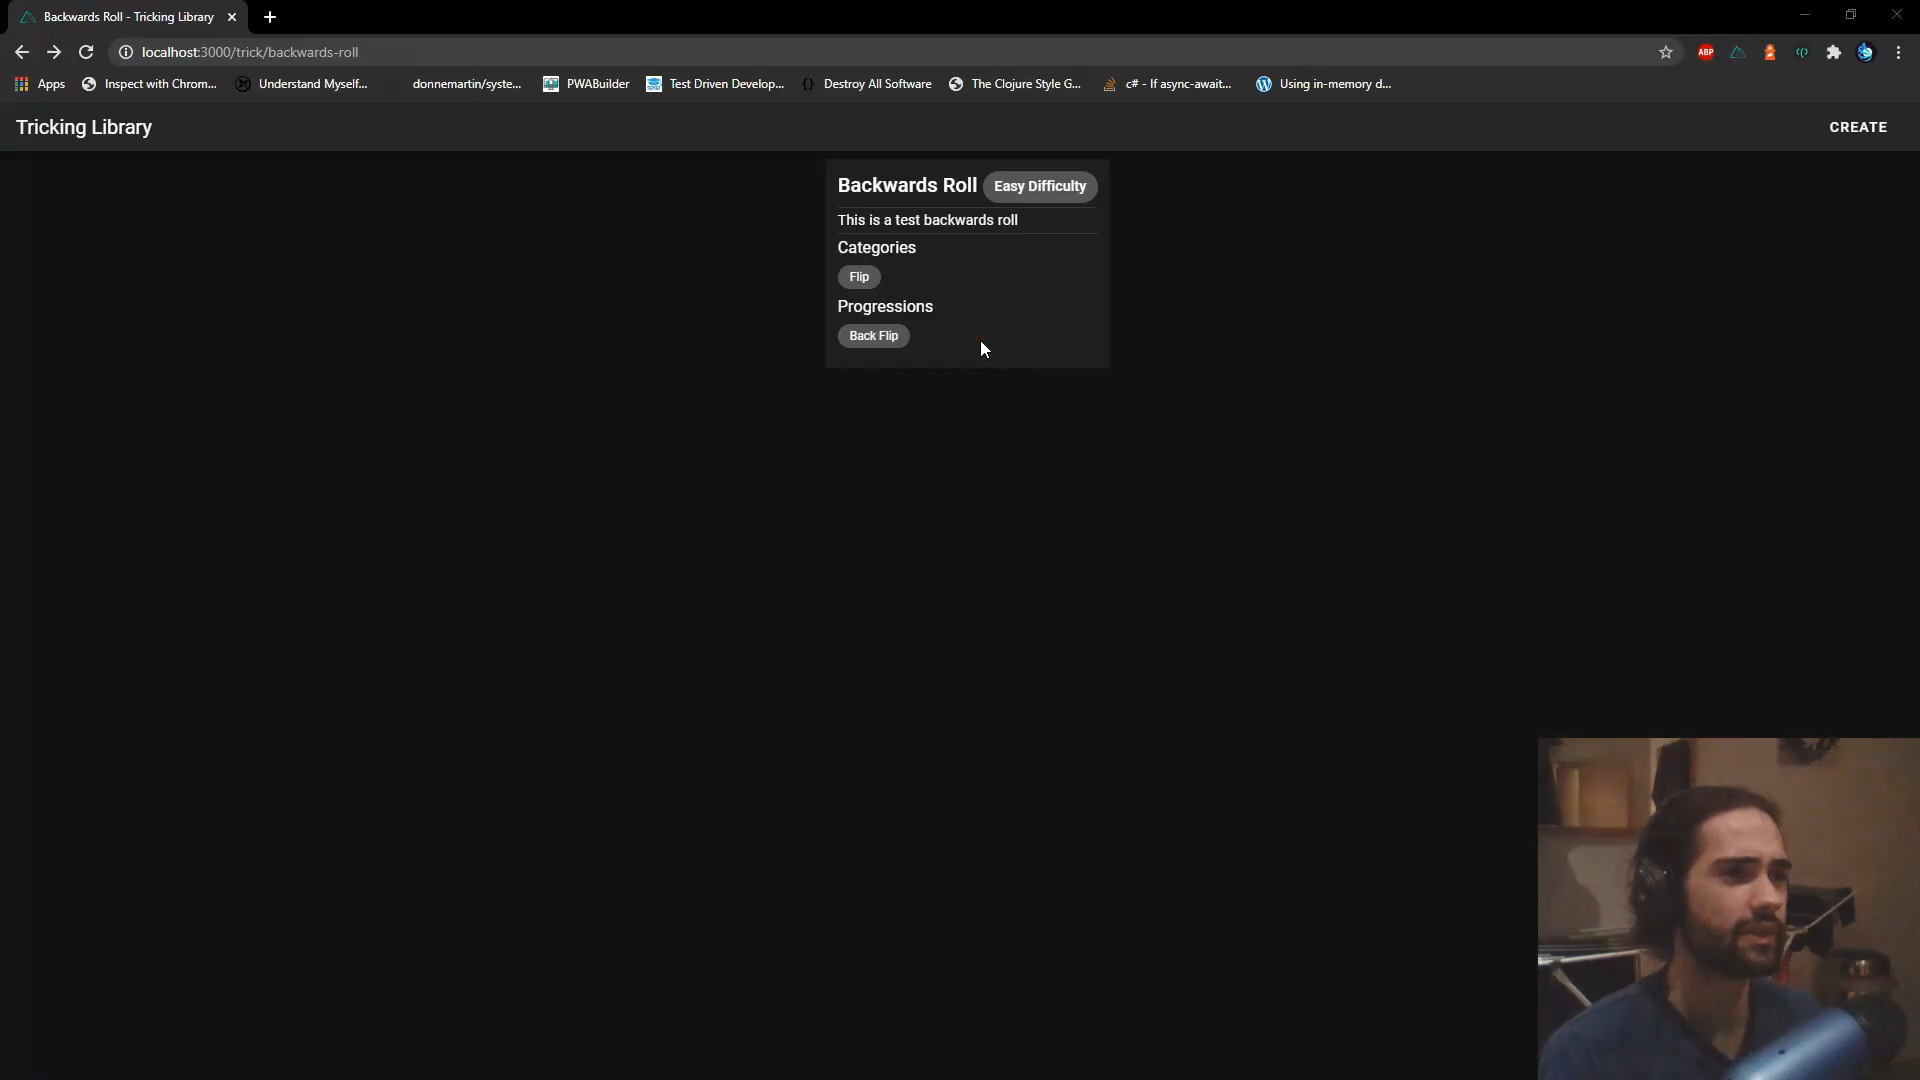 Backwards Roll - Tricking Library
localhost:3000/trick/backwards-roll
ABP
Apps
Inspect with Chrom...
Understand Myself...
donnemartin/syste...
PWABuilder
Test Driven Develop...
Destroy All Software
The Clojure Style G...
c# - If async-await...
Using in-memory d...
Tricking Library
CREATE
Backwards Roll Easy Difficulty
This is a test backwards roll
Categories
Flip
Progressions
Back Flip